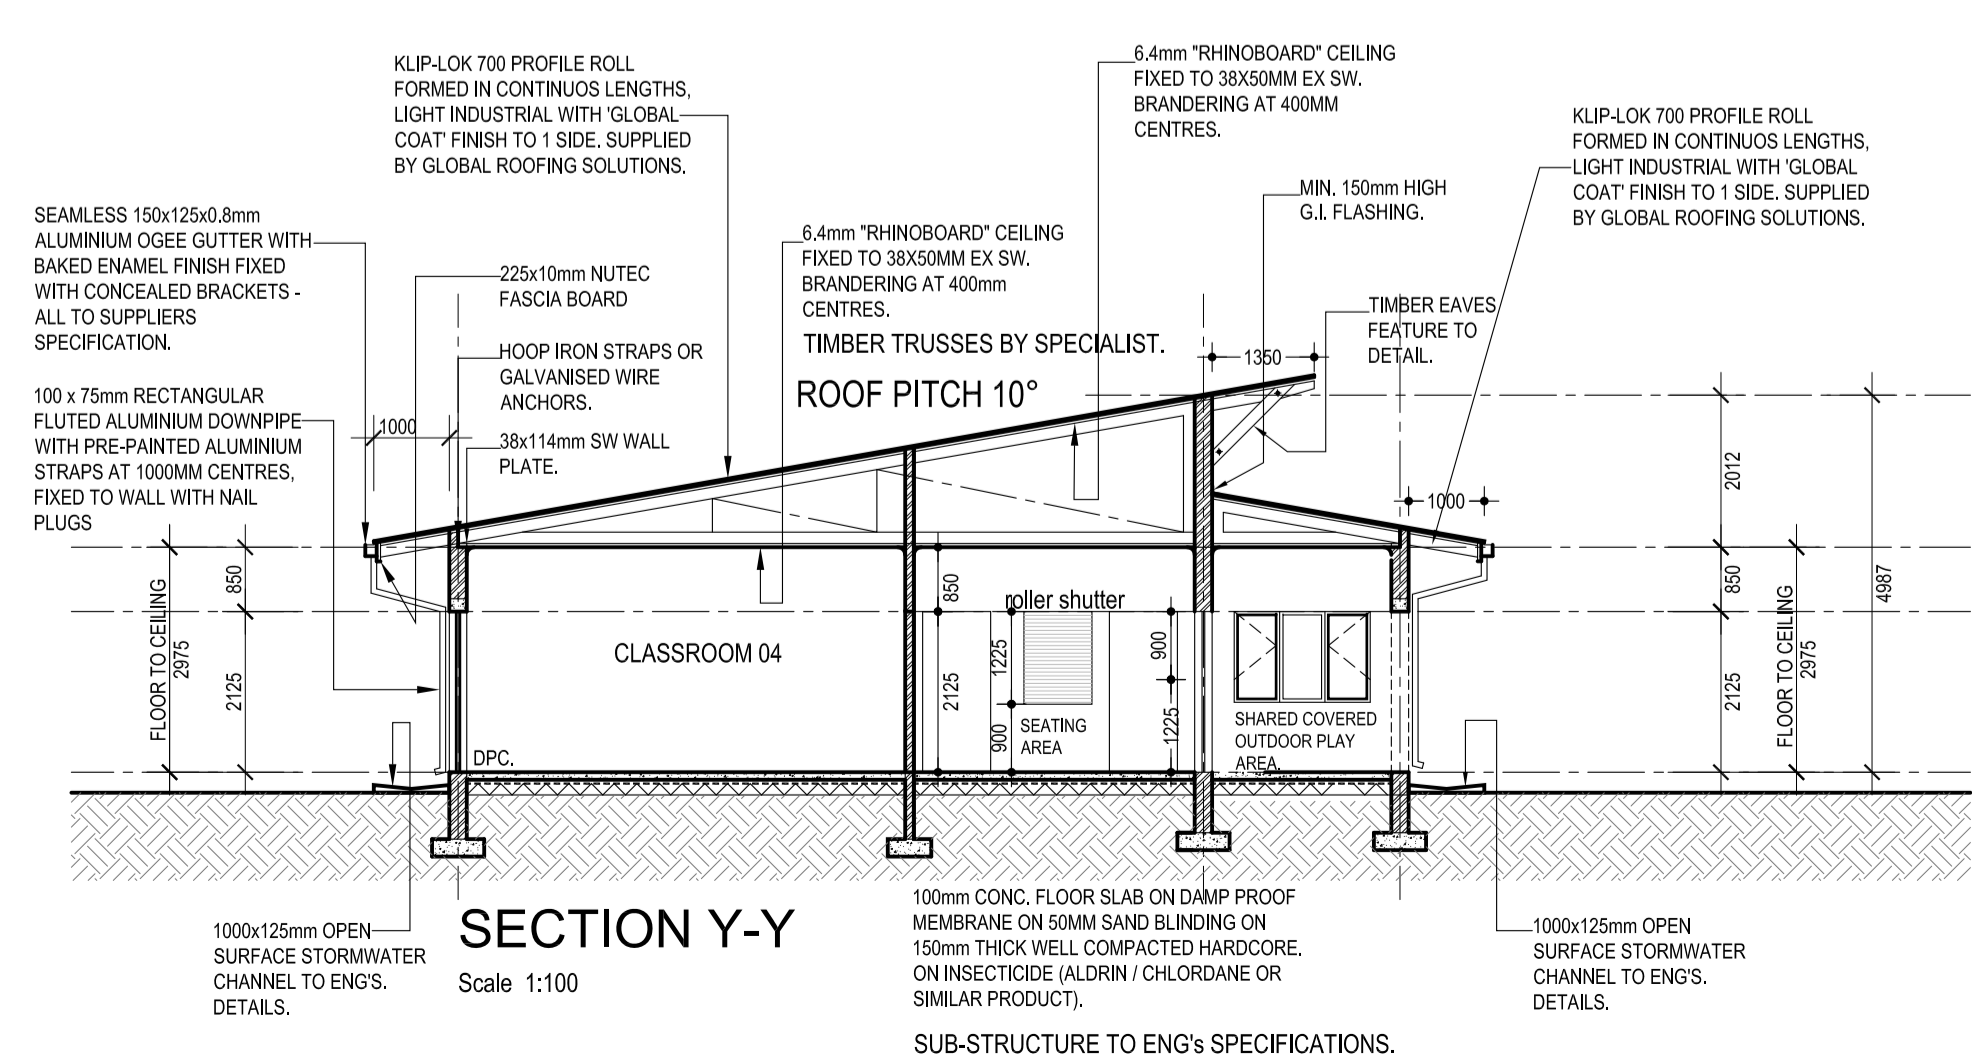 KLIP-LOK 700 PROFILE ROLL
FORMED IN CONTINUOS LENGTHS,
LIGHT INDUSTRIAL WITH 'GLOBAL
COAT' FINISH TO 1 SIDE. SUPPLIED
BY GLOBAL ROOFING SOLUTIONS.
6.4mm "RHINOBOARD" CEILING
FIXED TO 38X50MM EX SW.
BRANDERING AT 400MM
CENTRES.
KLIP-LOK 700 PROFILE ROLL
FORMED IN CONTINUOS LENGTHS,
LIGHT INDUSTRIAL WITH 'GLOBAL
COAT' FINISH TO 1 SIDE. SUPPLIED
BY GLOBAL ROOFING SOLUTIONS.
MIN. 150mm HIGH
G.I. FLASHING.
SEAMLESS 150x125x0.8mm
ALUMINIUM OGEE GUTTER WITH
BAKED ENAMEL FINISH FIXED
WITH CONCEALED BRACKETS -
ALL TO SUPPLIERS
SPECIFICATION.
6.4mm "RHINOBOARD" CEILING
FIXED TO 38X50MM EX SW.
BRANDERING AT 400mm
CENTRES.
225x10mm NUTEC
FASCIA BOARD
TIMBER EAVES
FEATURE TO
DETAIL.
TIMBER TRUSSES BY SPECIALIST.
HOOP IRON STRAPS OR
GALVANISED WIRE
ANCHORS.
1350
ROOF PITCH 10°
100 x 75mm RECTANGULAR
FLUTED ALUMINIUM DOWNPIPE
WITH PRE-PAINTED ALUMINIUM
STRAPS AT 1000MM CENTRES,
FIXED TO WALL WITH NAIL
PLUGS
1000
38x114mm SW WALL
PLATE.
2012
1000
FLOOR TO CEILING
2975
850
2125
CLASSROOM 04
DPC.
850
2125
roller shutter
1225
900
SEATING
AREA
900
1225
SHARED COVERED
OUTDOOR PLAY
AREA.
850
2125
FLOOR TO CEILING
2975
4987
1000x125mm OPEN
SURFACE STORMWATER
CHANNEL TO ENG'S.
DETAILS.
SECTION Y-Y
Scale 1:100
100mm CONC. FLOOR SLAB ON DAMP PROOF
MEMBRANE ON 50MM SAND BLINDING ON
150mm THICK WELL COMPACTED HARDCORE.
ON INSECTICIDE (ALDRIN / CHLORDANE OR
SIMILAR PRODUCT).
SUB-STRUCTURE TO ENG's SPECIFICATIONS.
1000x125mm OPEN
SURFACE STORMWATER
CHANNEL TO ENG'S.
DETAILS.